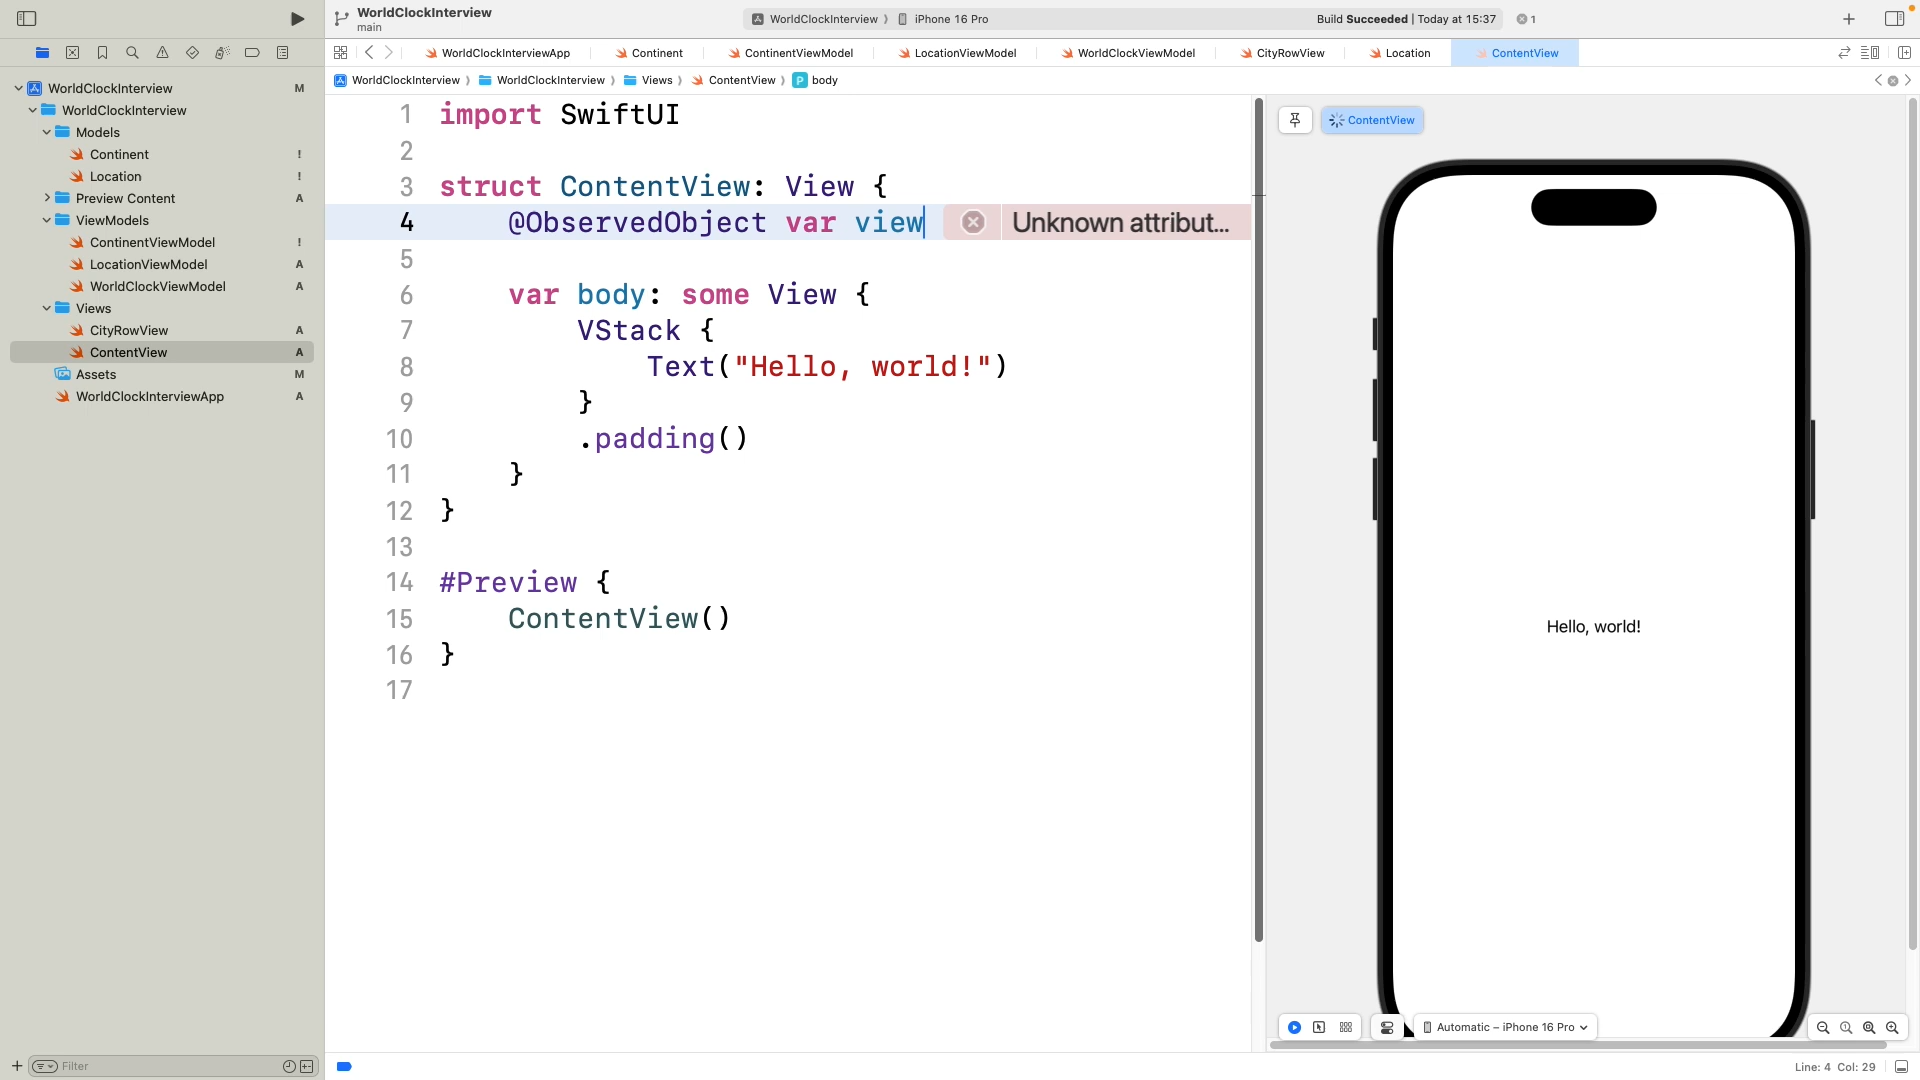 WorldClockInterview
main
WorldClockInterview
iPhone 16 Pro
Build Succeeded | Today at 15:37
1
WorldClockInterviewApp
Continent
ContinentViewModel
LocationViewModel
WorldClockViewModel
CityRowView
Location
ContentView
WorldClockInterview
WorldClockInterview
Views
ContentView
P
body
WorldClockInterview M
WorldClockInterview
Models
Continent !
Location !
Preview Content A
ViewModels
ContinentViewModel !
LocationViewModel A
WorldClockViewModel A
Views
CityRowView A
ContentView A
Assets M
WorldClockInterviewApp A
Filter
1 import SwiftUI
2
3 struct ContentView: View {
4 @ObservedObject var view
Unknown attribut...
5
6 var body: some View {
7 VStack {
8 Text("Hello, world!")
9 }
10 .padding()
11 }
12 }
13
14 #Preview {
15 ContentView()
16 }
17
ContentView
Hello, world!
Automatic – iPhone 16 Pro
Line: 4 Col: 29